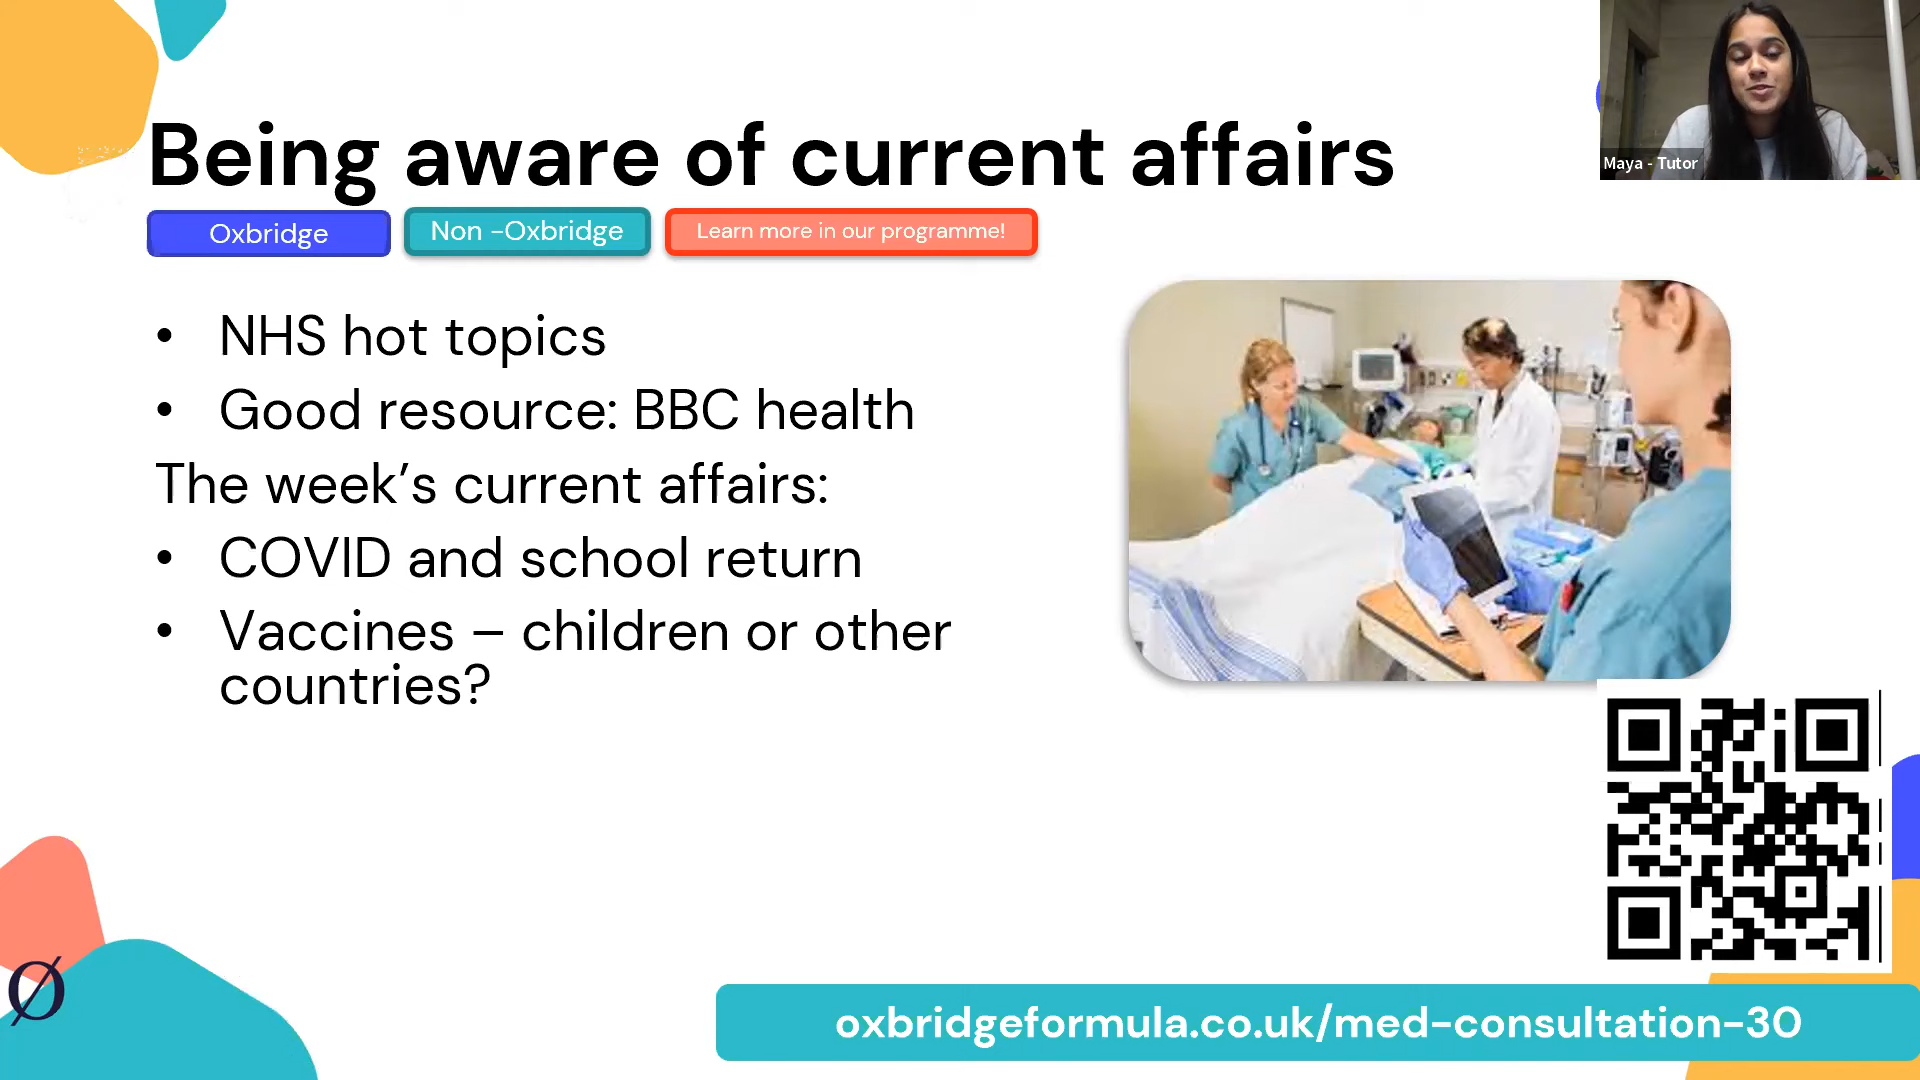 Being aware of current affairs
Maya - Tutor
Oxbridge
Non -Oxbridge
Learn more in our programme!
• NHS hot topics
• Good resource: BBC health
The week’s current affairs:
• COVID and school return
• Vaccines – children or other
countries?
Ø
oxbridgeformula.co.uk/med-consultation-30